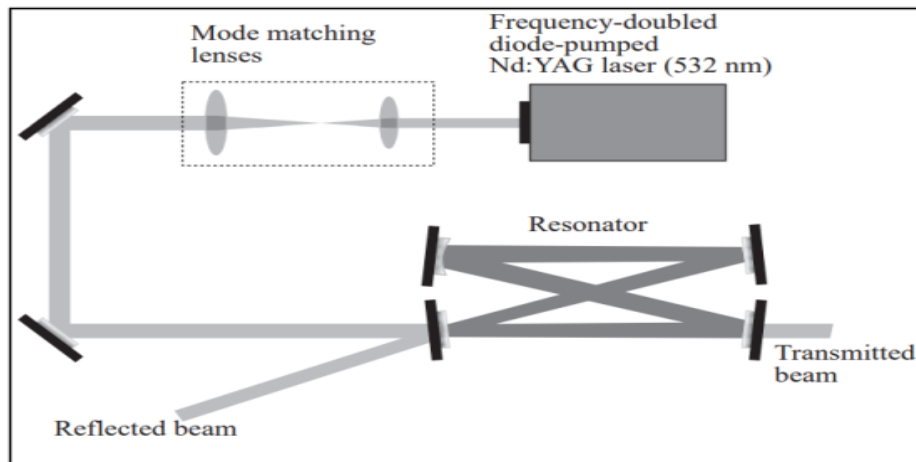 Mode matching
lenses
Frequency-doubled
diode-pumped
Nd:YAG laser (532 nm)
Resonator
Transmitted
beam
Reflected beam